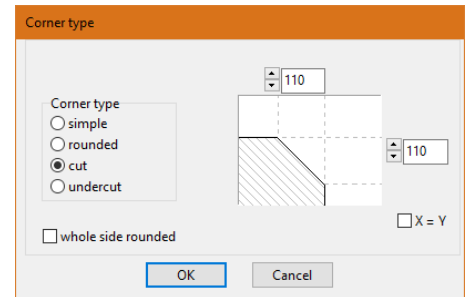 Corner type
110
Corner type
simple
rounded
cut
undercut
110
X = Y
whole side rounded
OK
Cancel